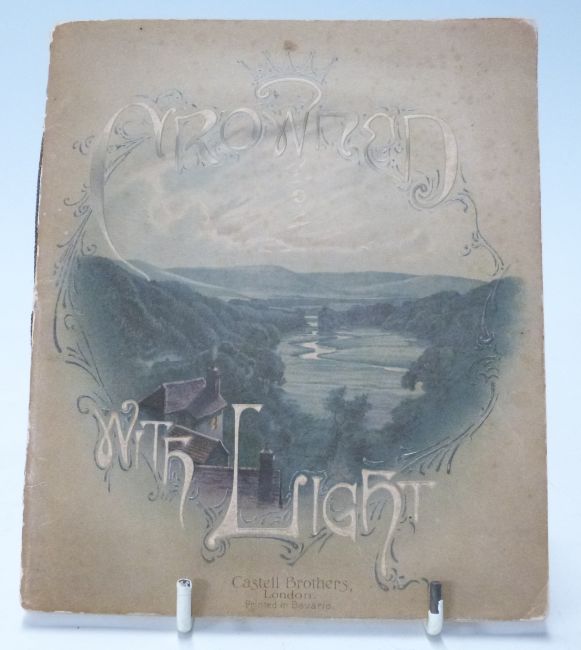 CROWNED
WITH LIGHT
Castell Brothers,
London.
Printed in Bavaria.